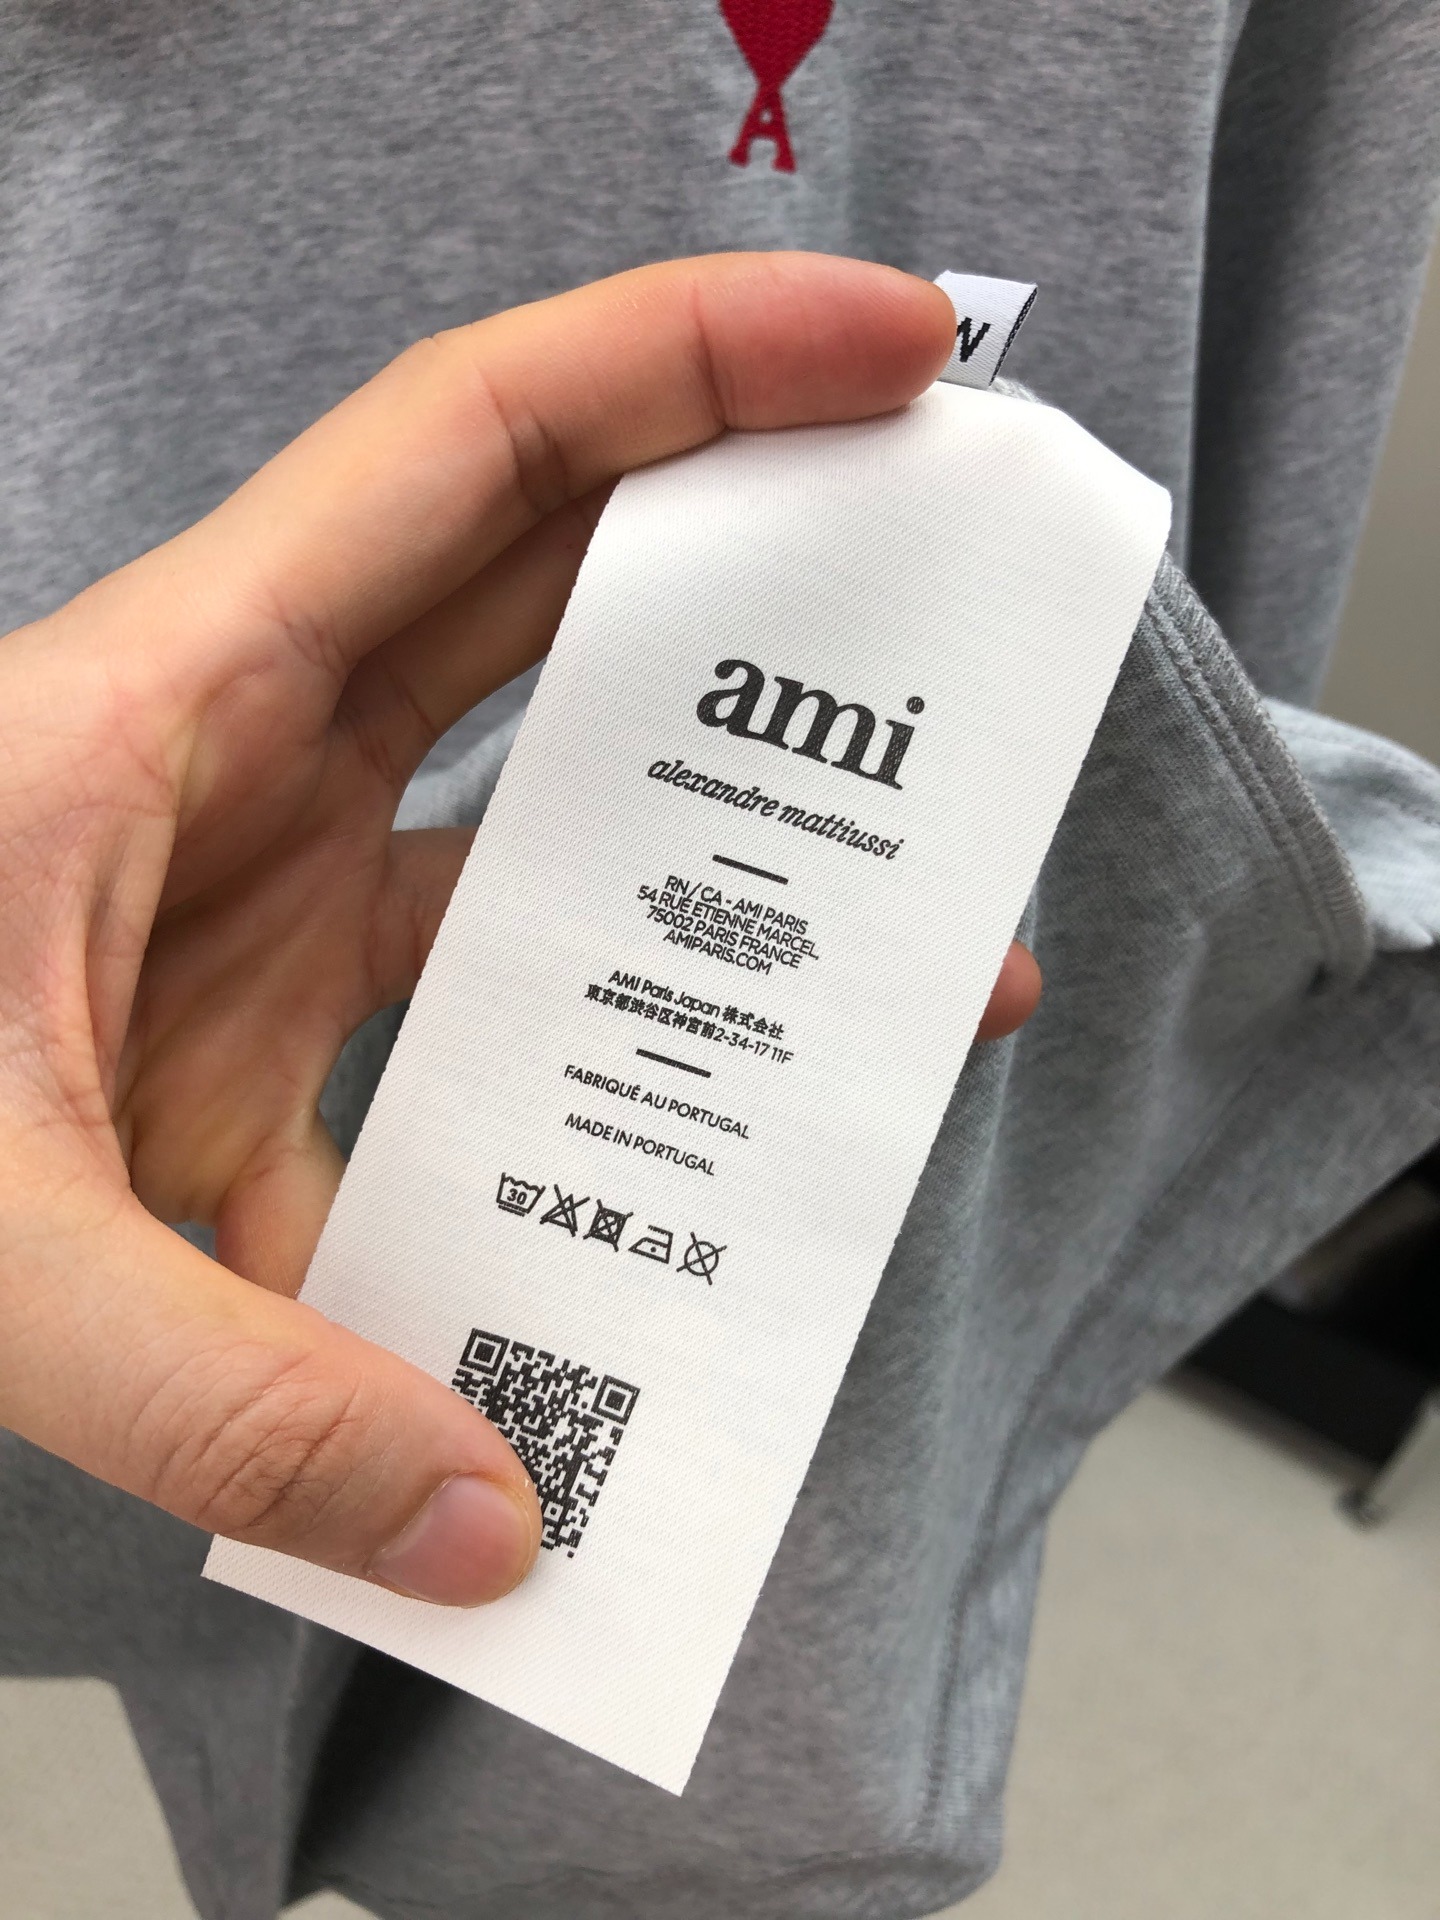 A
N
ami
alexandre mattiussi
RN / CA - AMI PARIS
54 RUE ETIENNE MARCEL,
75002 PARIS FRANCE
AMIPARIS.COM
AMI Paris Japan 株式会社
東京都渋谷区神宮前2-34-17 11F
FABRIQUÉ AU PORTUGAL
MADE IN PORTUGAL
30